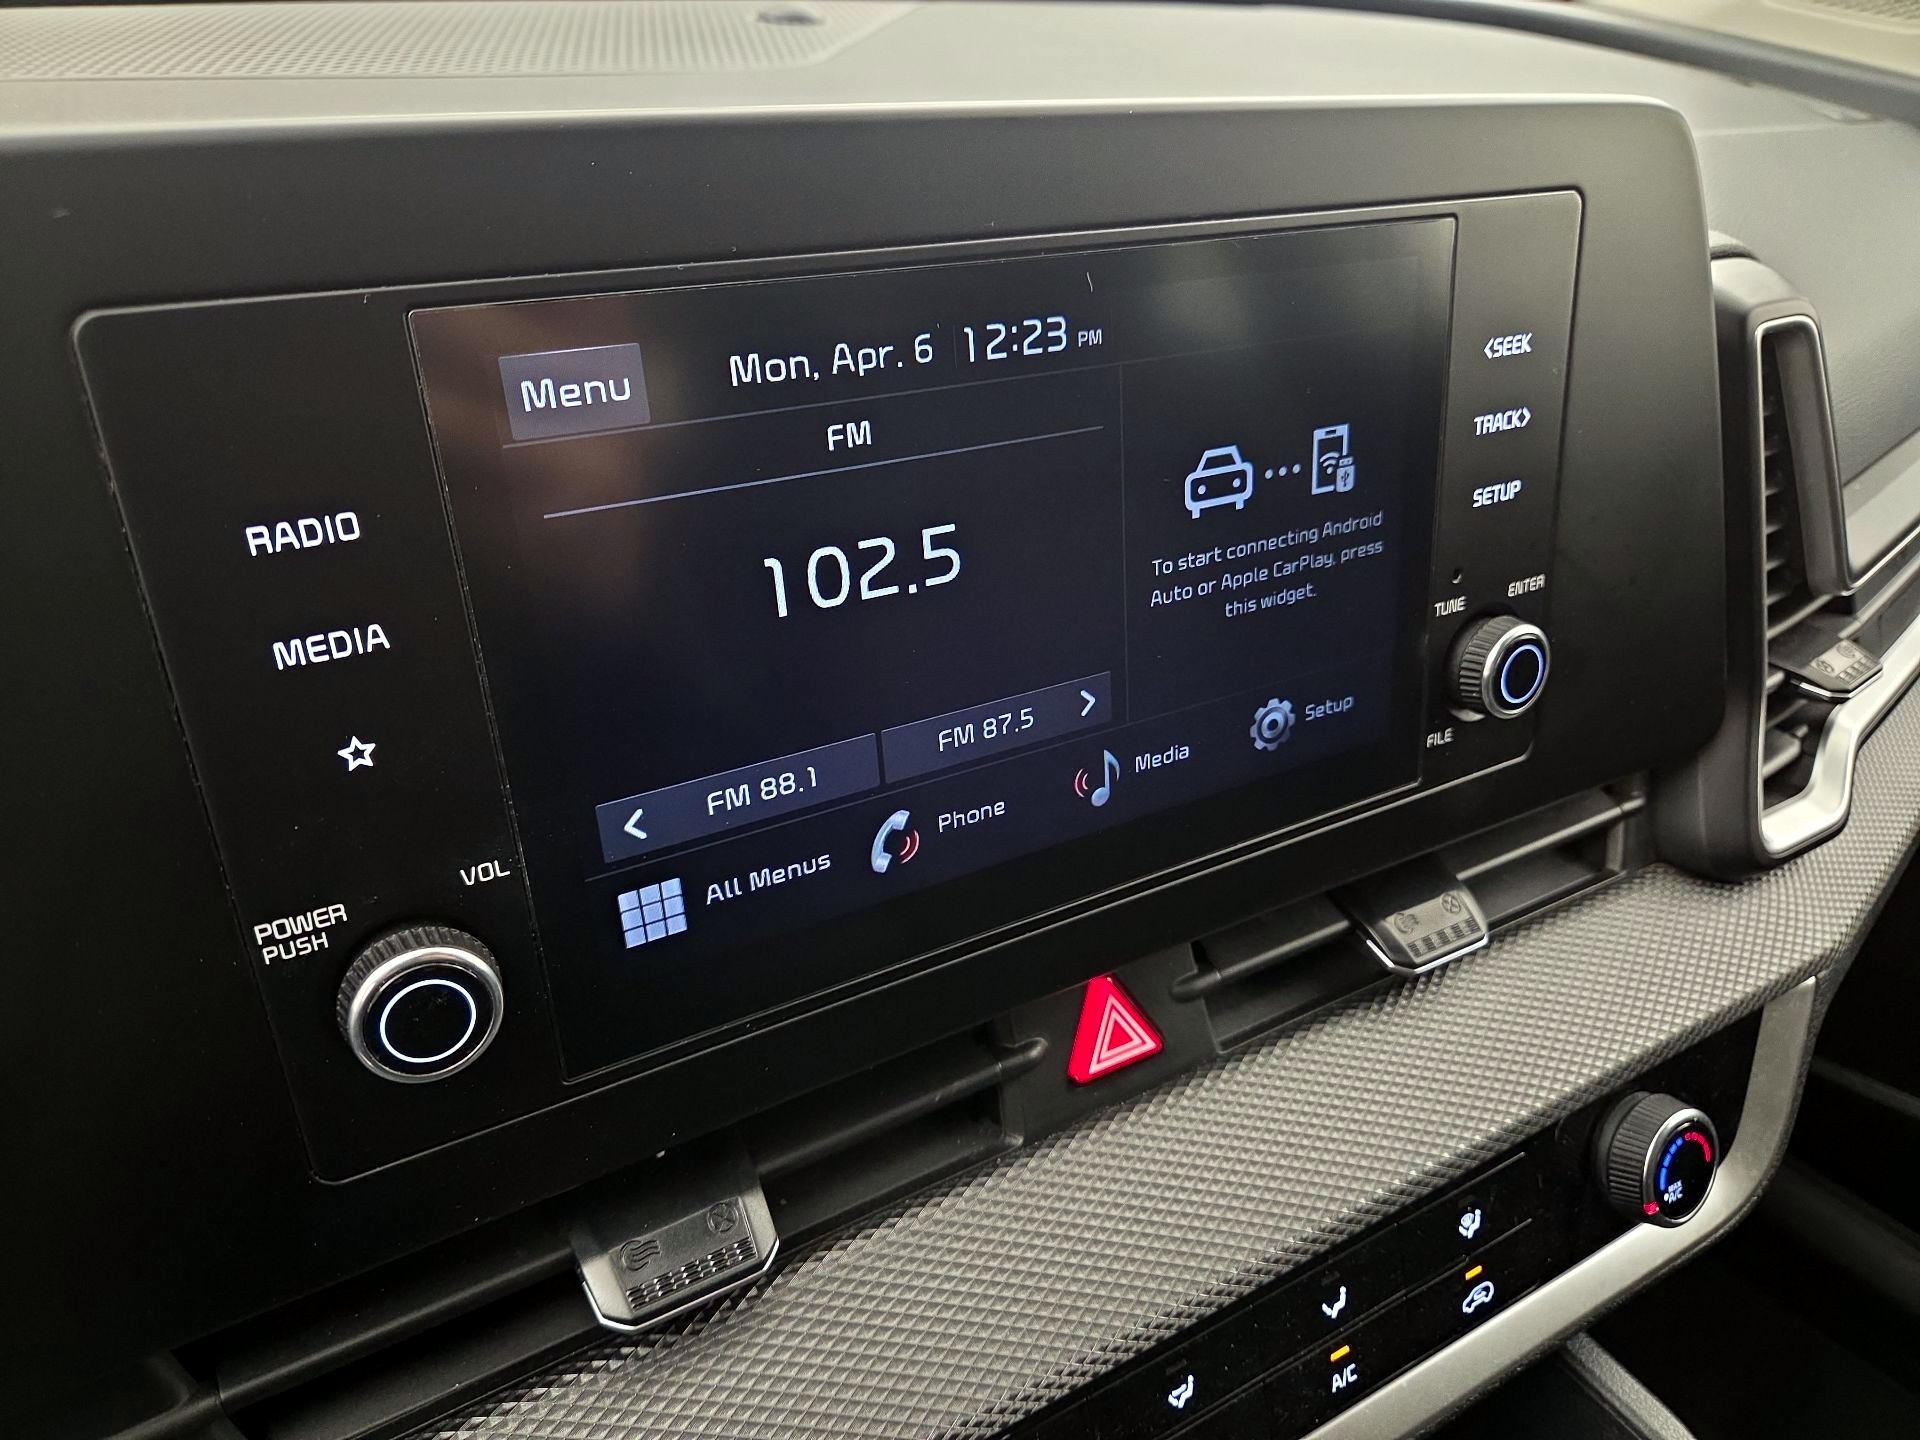 Menu
Mon, Apr. 6 12:23 PM
FM
102.5
FM 88.1
FM 87.5
To start connecting Android
Auto or Apple CarPlay, press
this widget.
All Menus
Phone
Media
Setup
RADIO
MEDIA
VOL
POWER
PUSH
<SEEK
TRACK>
SETUP
TUNE
ENTER
FILE
MAX
A/C
A/C